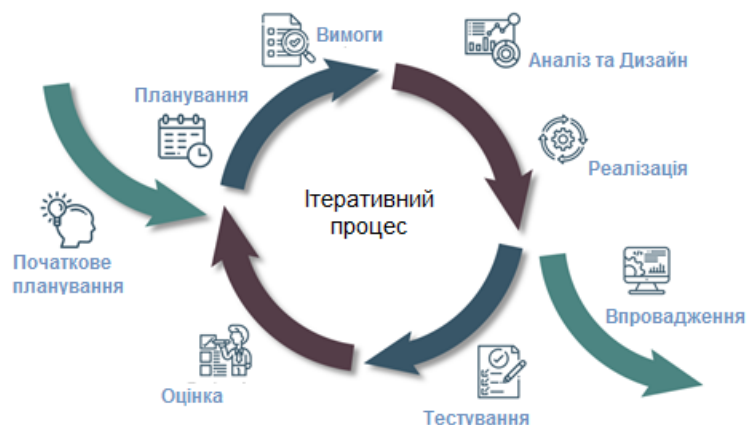 Вимоги
Аналіз та Дизайн
Планування
Реалізація
Ітеративний
процес
Початкове
планування
Впровадження
Оцінка
Тестування